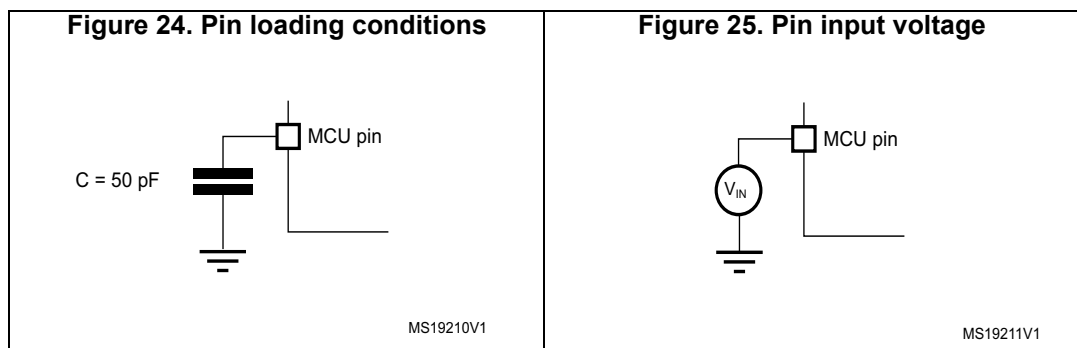 Figure 24. Pin loading conditions
MCU pin
C = 50 pF
MS19210V1
Figure 25. Pin input voltage
MCU pin
VIN
MS19211V1